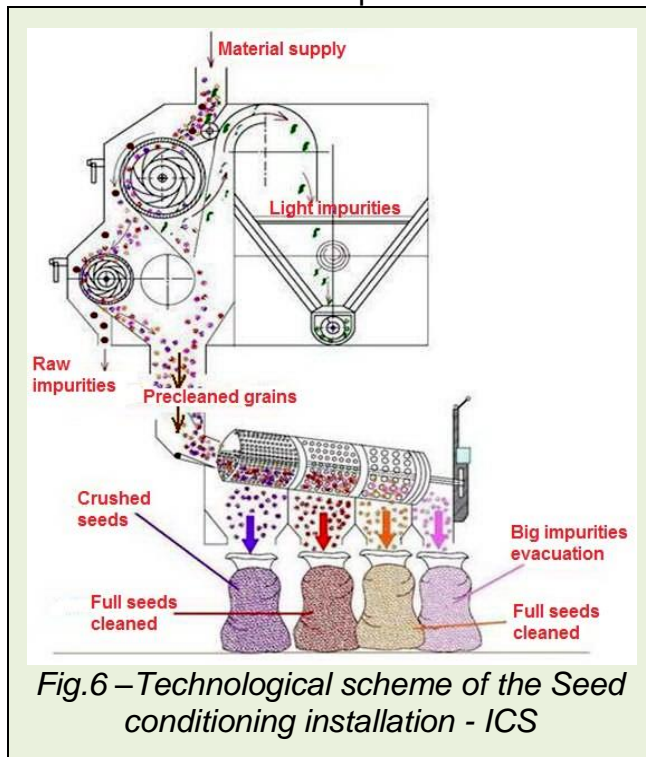 Material supply
Light impurities
Raw
impurities
Precleaned grains
Crushed
seeds
Big impurities
evacuation
Full seeds
cleaned
Full seeds
cleaned
Fig.6 –Technological scheme of the Seed
conditioning installation - ICS